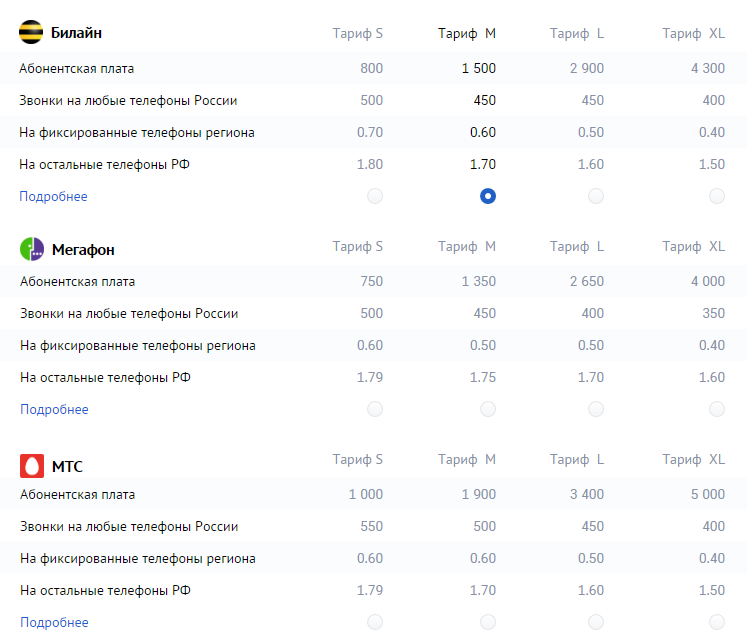 Билайн Тариф S Тариф M Тариф L Тариф XL
Абонентская плата 800 1 500 2 900 4 300
Звонки на любые телефоны России 500 450 450 400
На фиксированные телефоны региона 0.70 0.60 0.50 0.40
На остальные телефоны РФ 1.80 1.70 1.60 1.50
Подробнее
Мегафон Тариф S Тариф M Тариф L Тариф XL
Абонентская плата 750 1 350 2 650 4 000
Звонки на любые телефоны России 500 450 400 350
На фиксированные телефоны региона 0.60 0.50 0.50 0.40
На остальные телефоны РФ 1.79 1.75 1.70 1.60
Подробнее
МТС Тариф S Тариф M Тариф L Тариф XL
Абонентская плата 1 000 1 900 3 400 5 000
Звонки на любые телефоны России 550 500 450 400
На фиксированные телефоны региона 0.60 0.60 0.50 0.40
На остальные телефоны РФ 1.79 1.70 1.60 1.50
Подробнее